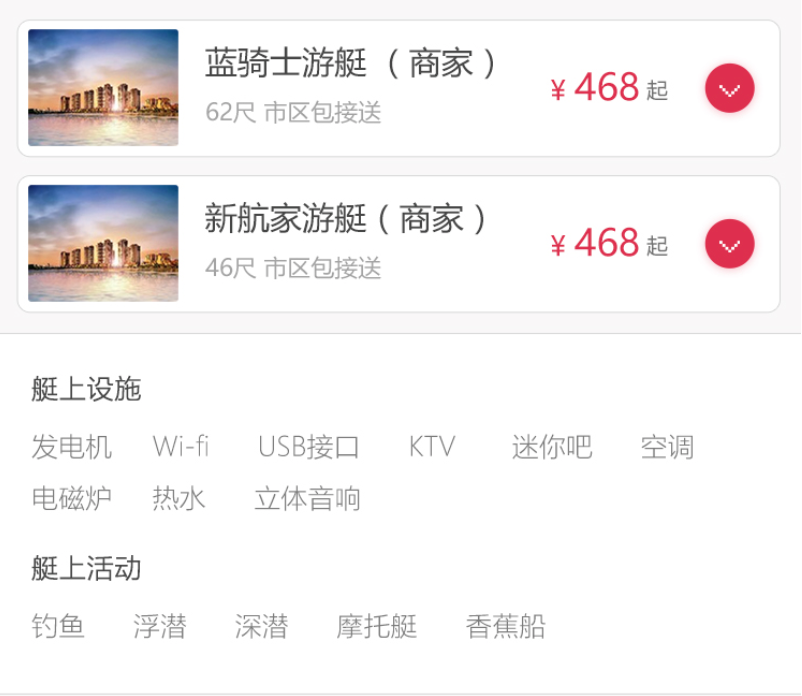 蓝骑士游艇 （ 商家 ）
62尺 市区包接送
¥ 468 起
新航家游艇（ 商家 ）
46尺 市区包接送
¥ 468 起
艇上设施
发电机 Wi-fi USB接口 KTV 迷你吧 空调
电磁炉 热水 立体音响
艇上活动
钓鱼 浮潜 深潜 摩托艇 香蕉船